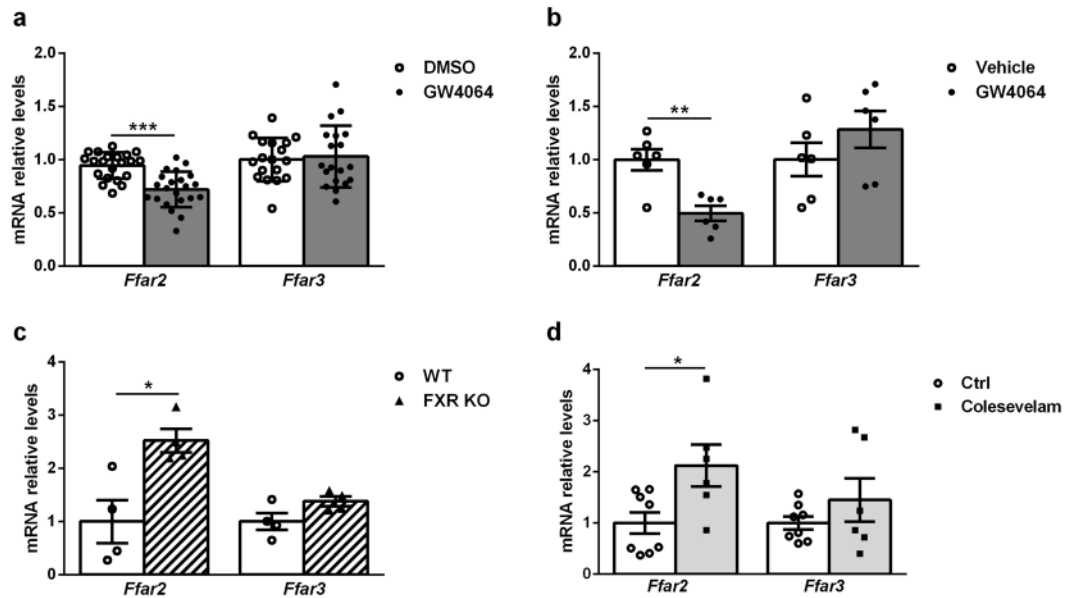 a
mRNA relative levels
2.0
1.5
1.0
0.5
0.0
***
DMSO
GW4064
Ffar2
Ffar3
b
mRNA relative levels
2.0
1.5
1.0
0.5
0.0
**
Vehicle
GW4064
Ffar2
Ffar3
c
mRNA relative levels
4
3
2
1
0
*
WT
FXR KO
Ffar2
Ffar3
d
mRNA relative levels
4
3
2
1
0
*
Ctrl
Colesevelam
Ffar2
Ffar3